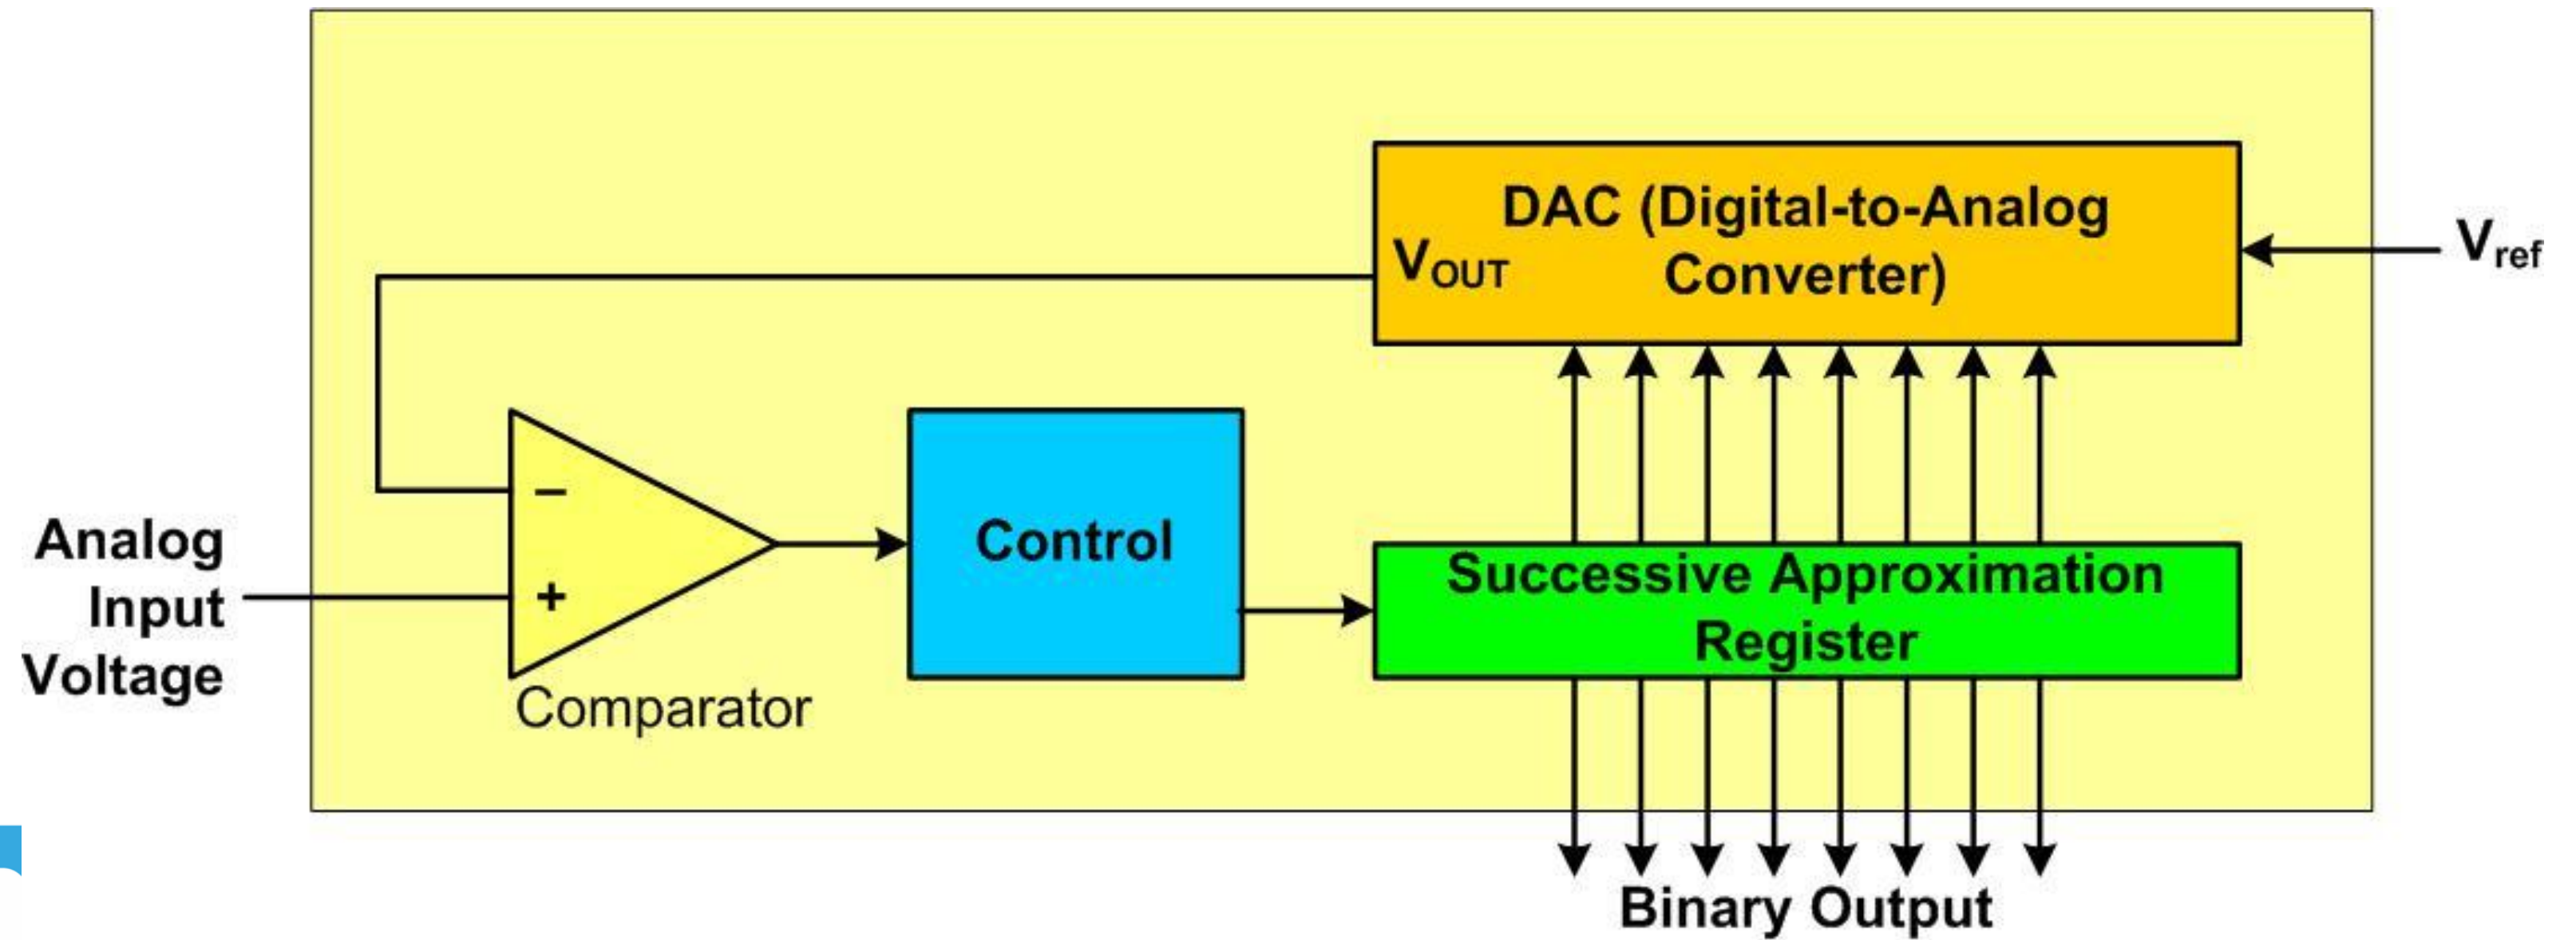 DAC (Digital-to-Analog
Converter)
VOUT
Vref
Analog
Input
Voltage
−
+
Comparator
Control
Successive Approximation
Register
Binary Output